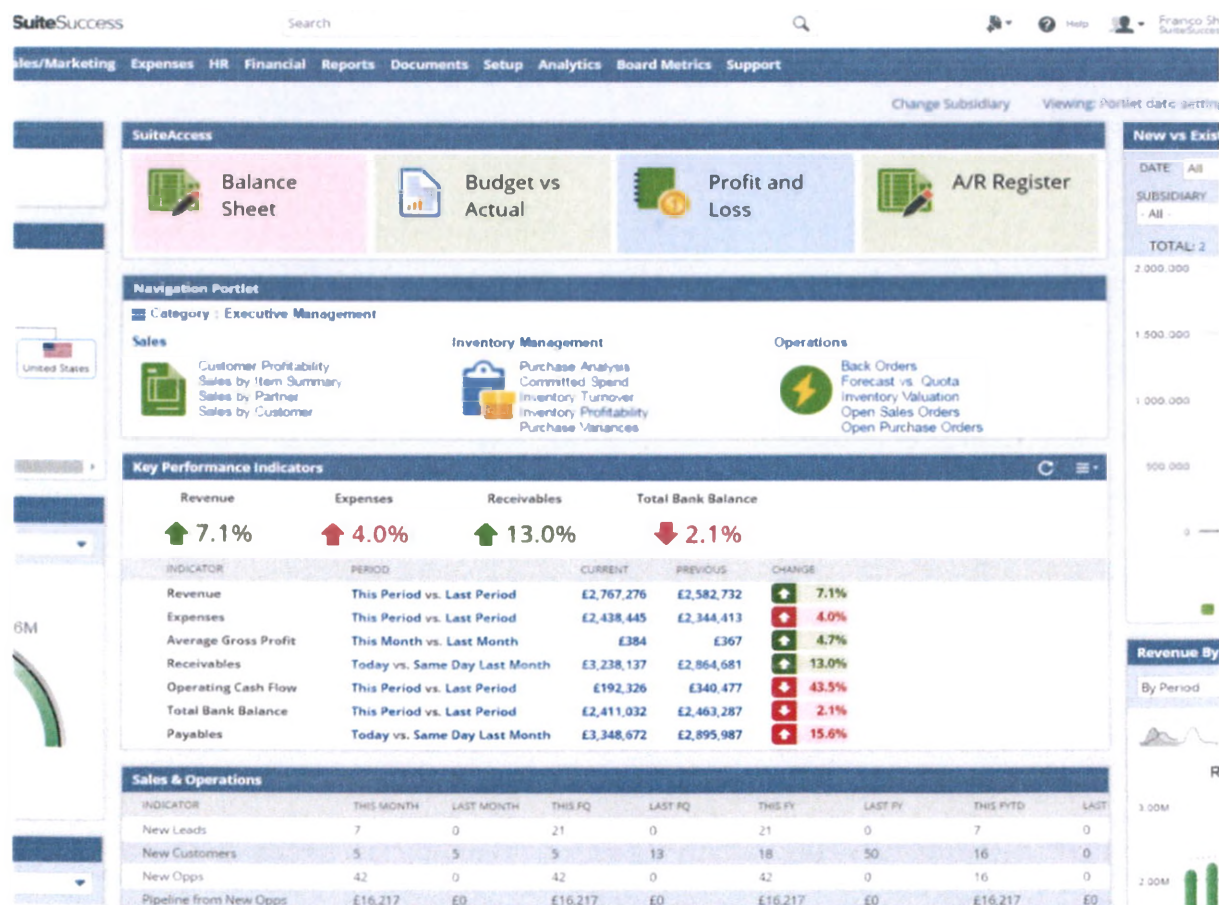 SuiteSuccess
Search
Help
Franco Sh
SuiteSucces
ales/Marketing Expenses HR Financial Reports Documents Setup Analytics Board Metrics Support
Change Subsidiary Viewing: Portlet date setting
SuiteAccess
Balance Sheet
Budget vs Actual
Profit and Loss
A/R Register
Navigation Portlet
Category : Executive Management
Sales
Customer Profitability
Sales by Item Summary
Sales by Partner
Sales by Customer
Inventory Management
Purchase Analysis
Committed Spend
Inventory Turnover
Inventory Profitability
Purchase Variances
Operations
Back Orders
Forecast vs. Quota
Inventory Valuation
Open Sales Orders
Open Purchase Orders
United States
6M
Key Performance Indicators
Revenue Expenses Receivables Total Bank Balance
7.1% 4.0% 13.0% 2.1%
INDICATOR PERIOD CURRENT PREVIOUS CHANGE
Revenue This Period vs. Last Period £2,767,276 £2,582,732 7.1%
Expenses This Period vs. Last Period £2,438,445 £2,344,413 4.0%
Average Gross Profit This Month vs. Last Month £384 £367 4.7%
Receivables Today vs. Same Day Last Month £3,238,137 £2,864,681 13.0%
Operating Cash Flow This Period vs. Last Period £192,326 £340,477 43.5%
Total Bank Balance This Period vs. Last Period £2,411,032 £2,463,287 2.1%
Payables Today vs. Same Day Last Month £3,348,672 £2,895,987 15.6%
Sales & Operations
INDICATOR THIS MONTH LAST MONTH THIS FQ LAST FQ THIS FY LAST FY THIS FYTD LAST
New Leads 7 0 21 0 21 0 7 0
New Customers 5 5 5 13 18 50 16 0
New Opps 42 0 42 0 42 0 16 0
Pipeline from New Opps £16,217 £0 £16,217 £0 £16,217 £0 £16,217 £0
New vs Exist
DATE All
SUBSIDIARY
- All -
TOTAL: 2
2,000,000
1,500,000
1,000,000
500,000
0
Revenue By
By Period
R
3.00M
2.00M